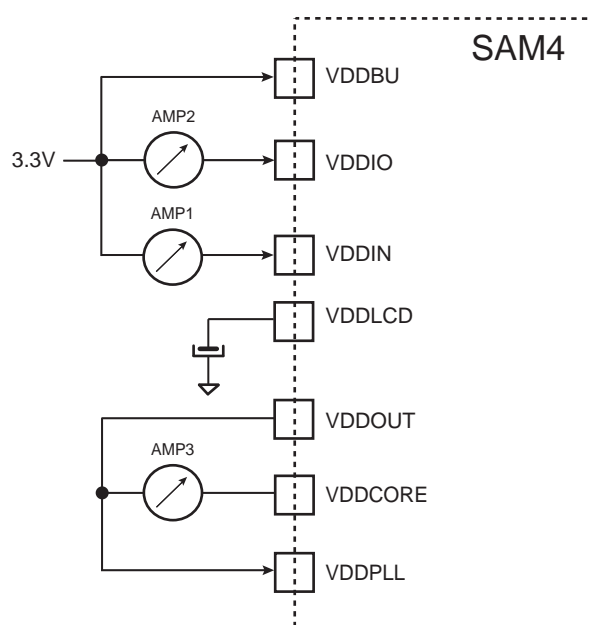 SAM4
VDDBU
AMP2
3.3V
VDDIO
AMP1
VDDIN
VDDLCD
VDDOUT
AMP3
VDDCORE
VDDPLL